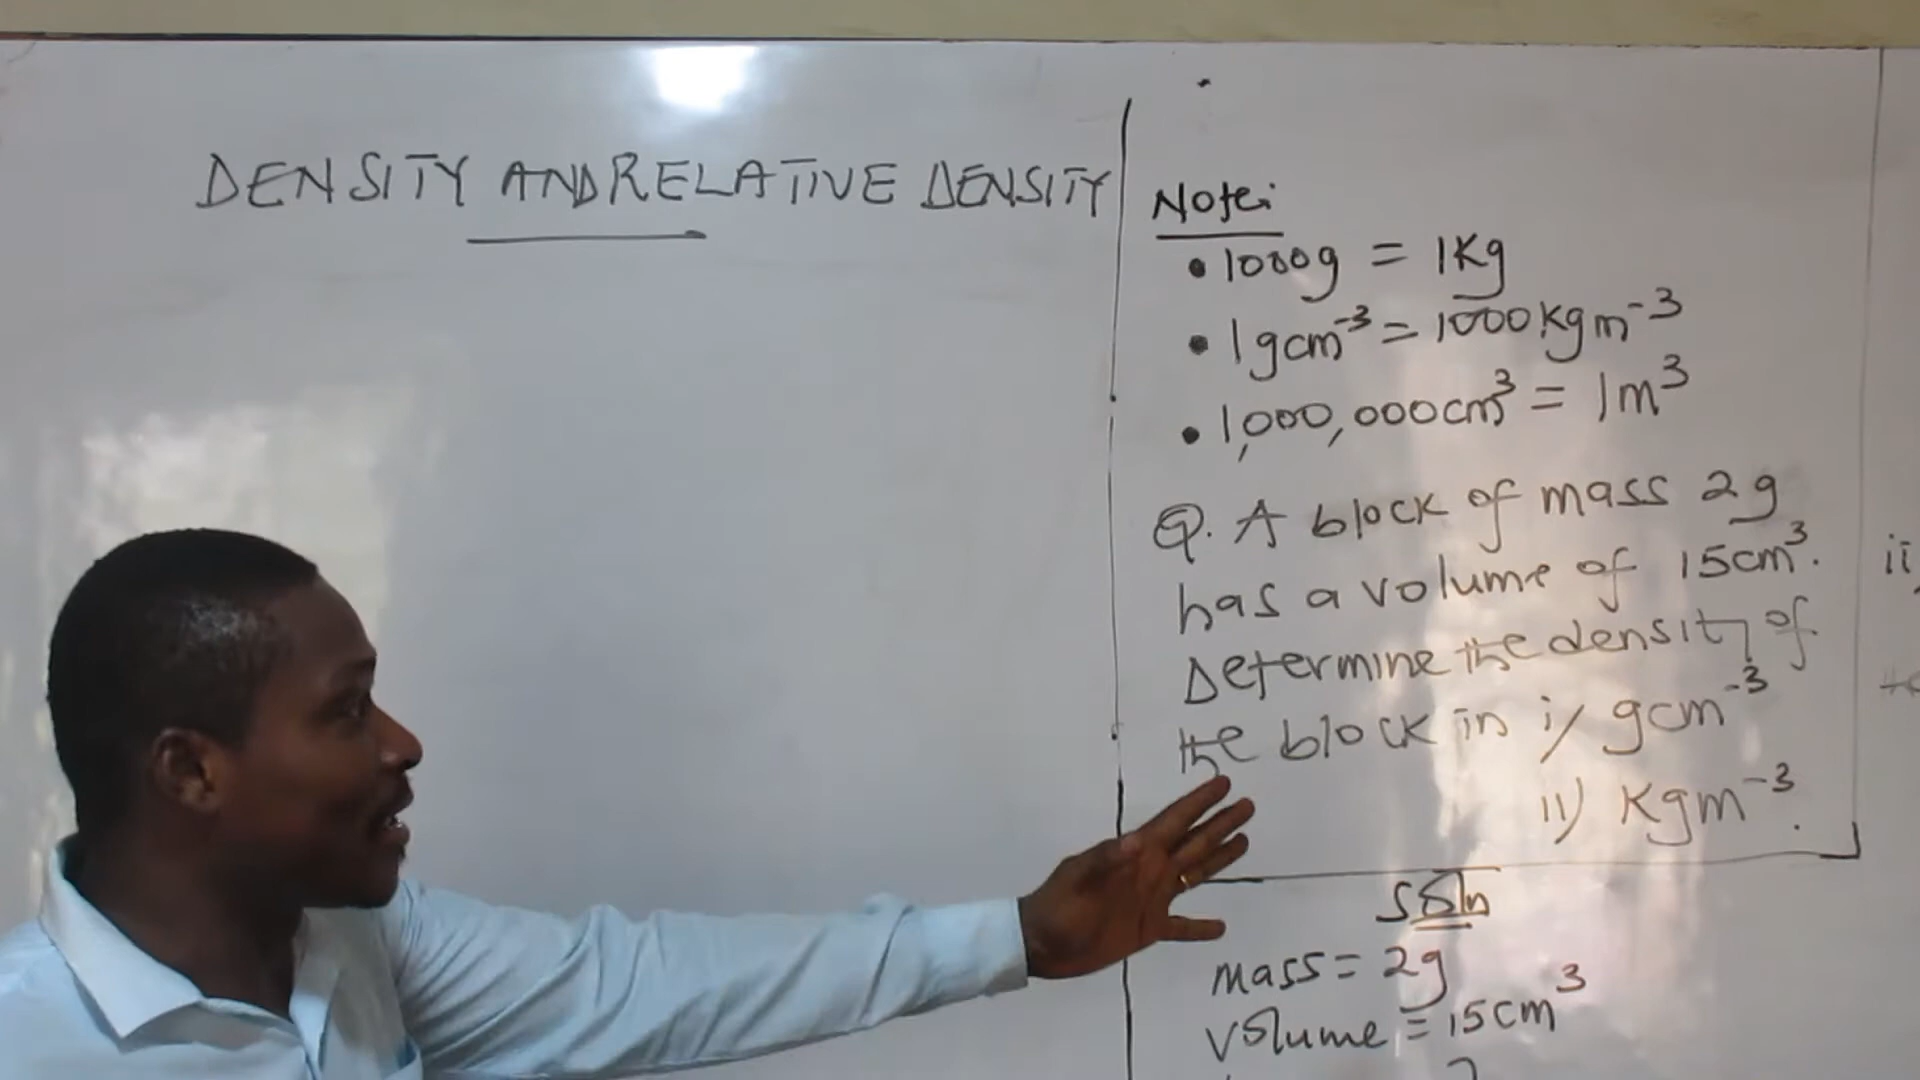 DENSITY AND RELATIVE DENSITY
Note:
• 1000g = 1Kg
• 1gcm⁻³ = 1000Kgm⁻³
• 1,000,000cm³ = 1m³
Q. A block of mass 2g
has a volume of 15cm³.
Determine the density of
the block in i/ gcm⁻³
ii) Kgm⁻³.
Soln
mass = 2g
Volume = 15cm³
ii